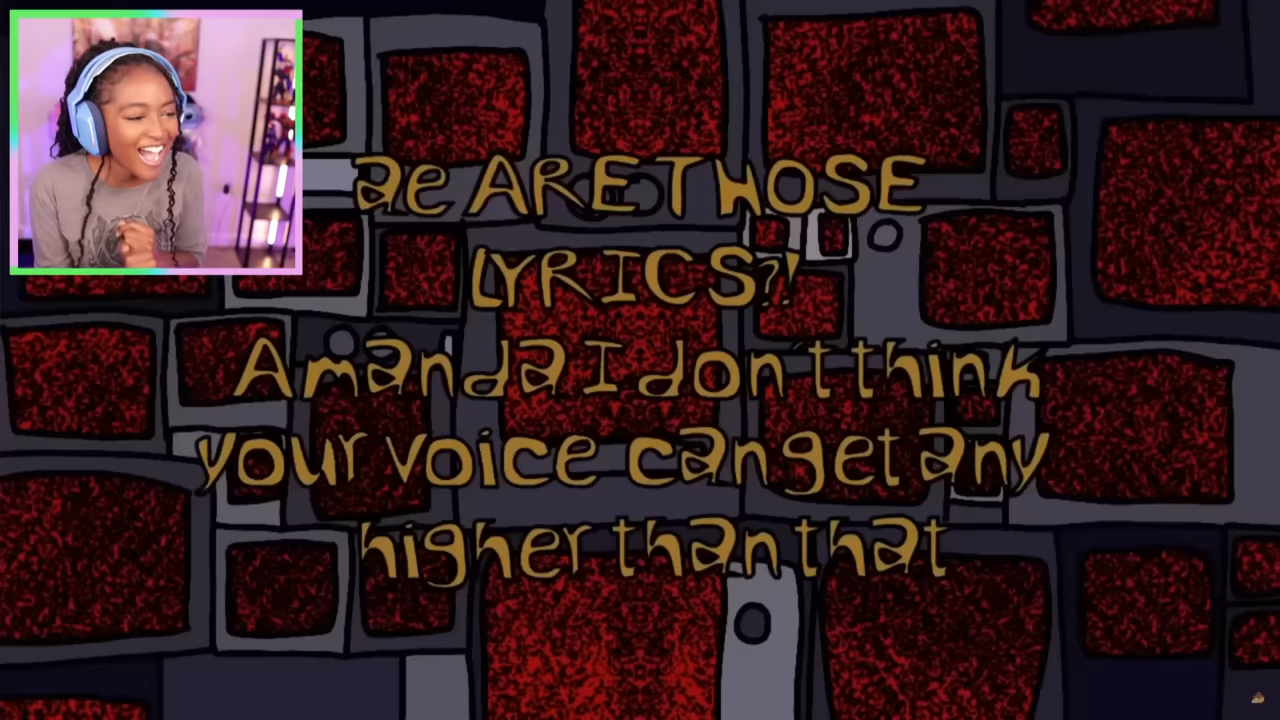 ae ARE THOSE
LYRICS?!
Amanda I don't think
your voice can get any
higher than that